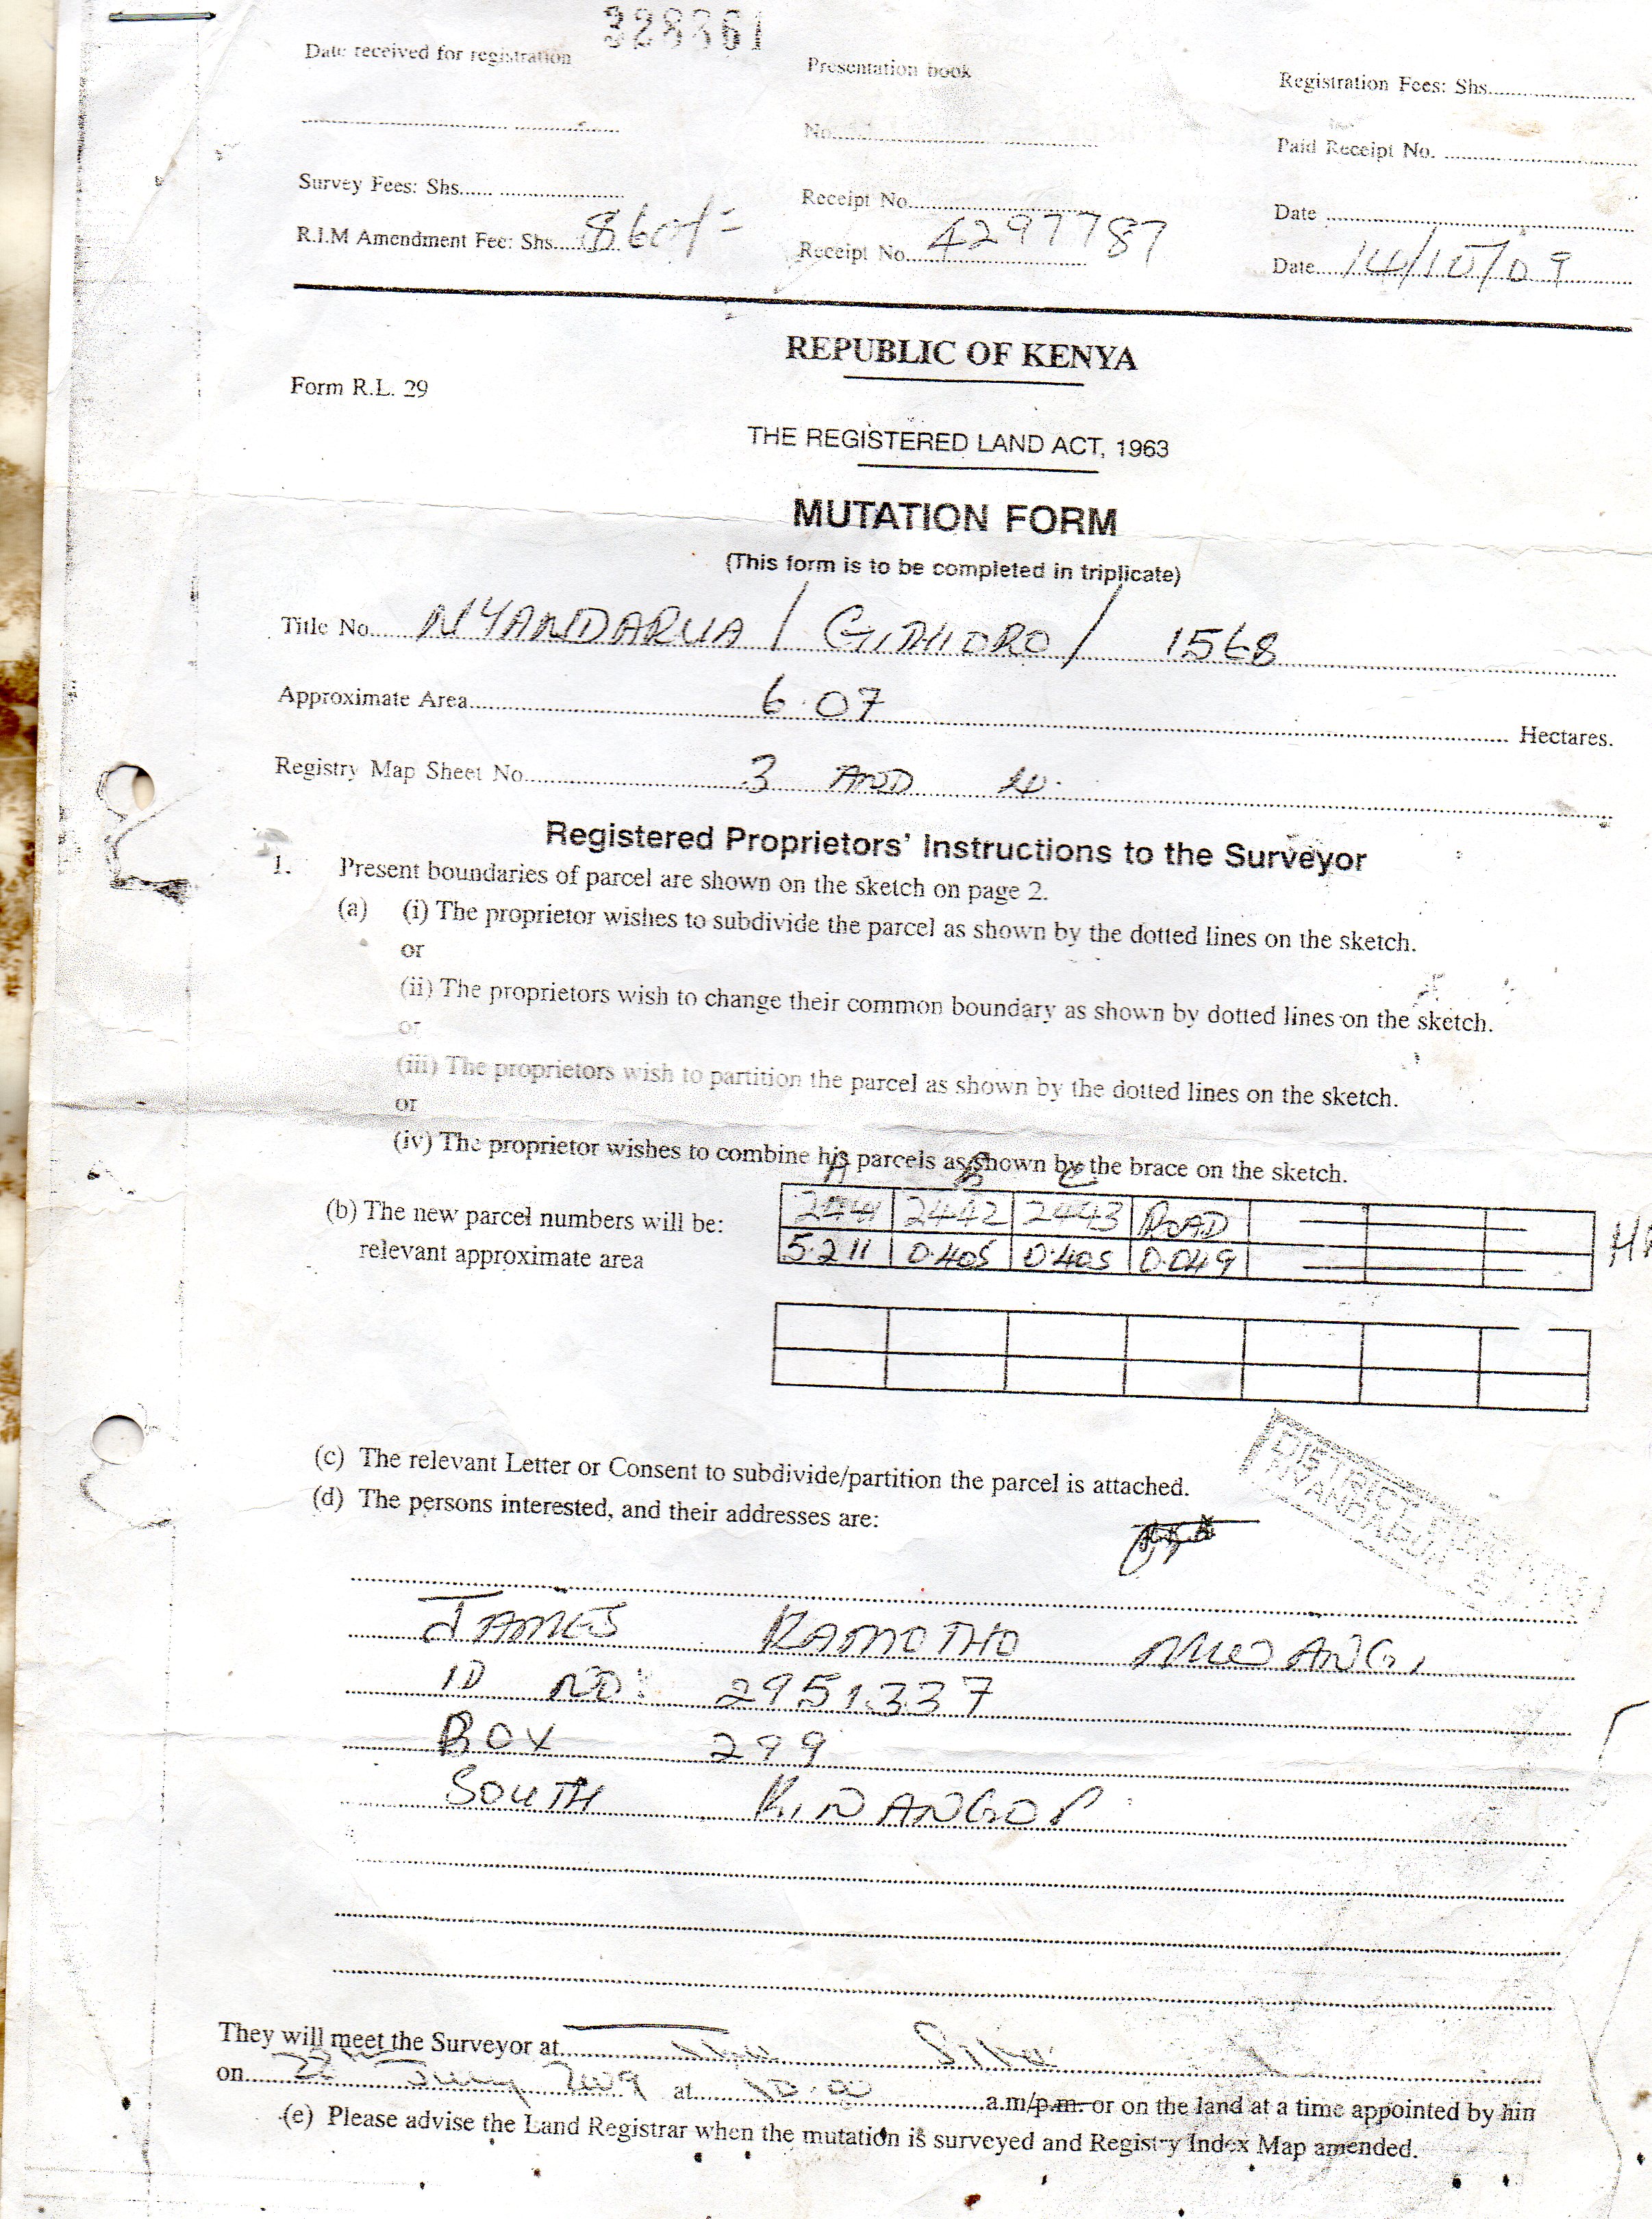 328361
Date received for registration
Presentation book
Registration Fees: Shs.
No.
Paid Receipt No.
Survey Fees: Shs.
Receipt No.
Date
R.I.M Amendment Fee: Shs. 860/=
Receipt No. 4297787
Date 14/10/09
REPUBLIC OF KENYA
Form R.L. 29
THE REGISTERED LAND ACT, 1963
MUTATION FORM
(This form is to be completed in triplicate)
Title No. NYANDARUA / GITHIORO / 1568
Approximate Area 6.07 Hectares.
Registry Map Sheet No. 3 AND
Registered Proprietors' Instructions to the Surveyor
1. Present boundaries of parcel are shown on the sketch on page 2.
(a) (i) The proprietor wishes to subdivide the parcel as shown by the dotted lines on the sketch.
or
(ii) The proprietors wish to change their common boundary as shown by dotted lines on the sketch.
or
(iii) The proprietors wish to partition the parcel as shown by the dotted lines on the sketch.
or
(iv) The proprietor wishes to combine his parcels as shown by the brace on the sketch.
A B C
(b) The new parcel numbers will be: 2441 2442 2443 ROAD
relevant approximate area 5.211 0.405 0.405 0.049
(c) The relevant Letter or Consent to subdivide/partition the parcel is attached.
(d) The persons interested, and their addresses are:
DISTRICT
NYANDARUA
JAMES KAMOTHO MWANGI
ID NO: 2951337
BOX 299
SOUTH KINANGOP
They will meet the Surveyor at
on 22 July 2009 at 10.00 a.m/p.m. or on the land at a time appointed by him
(e) Please advise the Land Registrar when the mutation is surveyed and Registry Index Map amended.